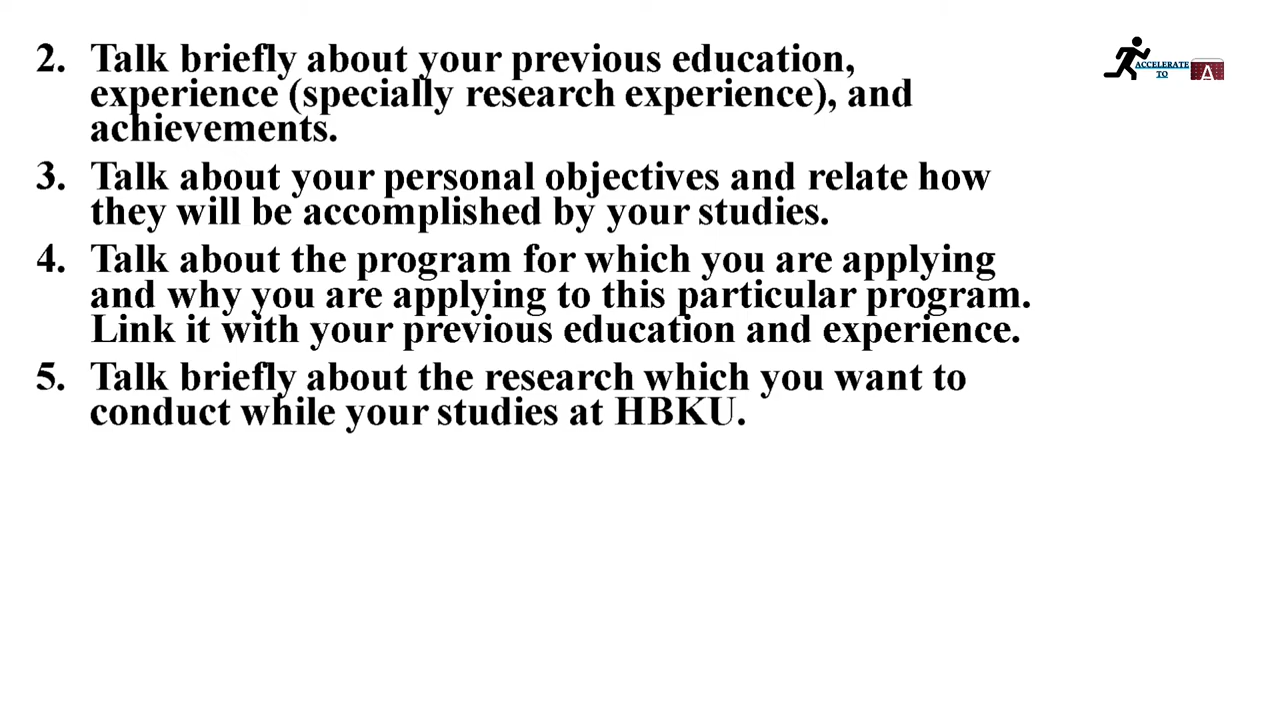 2. Talk briefly about your previous education,
experience (specially research experience), and
achievements.
3. Talk about your personal objectives and relate how
they will be accomplished by your studies.
4. Talk about the program for which you are applying
and why you are applying to this particular program.
Link it with your previous education and experience.
5. Talk briefly about the research which you want to
conduct while your studies at HBKU.
ACCELERATE
TO A